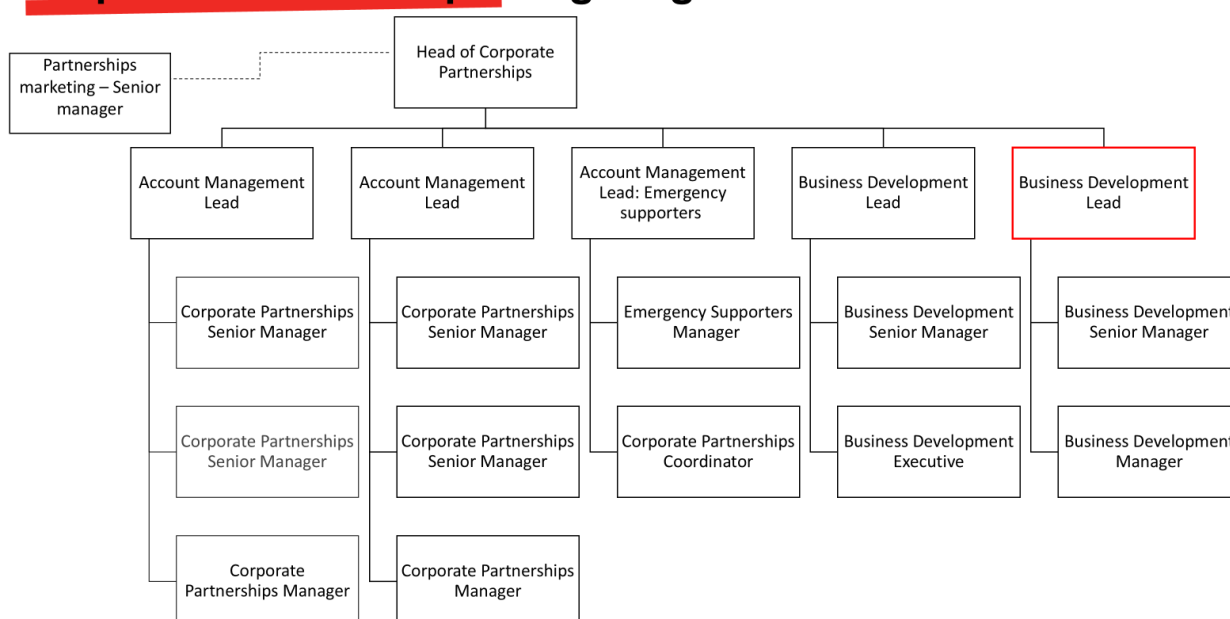 Head of Corporate
Partnerships
Partnerships
marketing – Senior
manager
Account Management
Lead
Account Management
Lead
Account Management
Lead: Emergency
supporters
Business Development
Lead
Business Development
Lead
Corporate Partnerships
Senior Manager
Corporate Partnerships
Senior Manager
Emergency Supporters
Manager
Business Development
Senior Manager
Business Development
Senior Manager
Corporate Partnerships
Senior Manager
Corporate Partnerships
Senior Manager
Corporate Partnerships
Coordinator
Business Development
Executive
Business Development
Manager
Corporate
Partnerships Manager
Corporate Partnerships
Manager